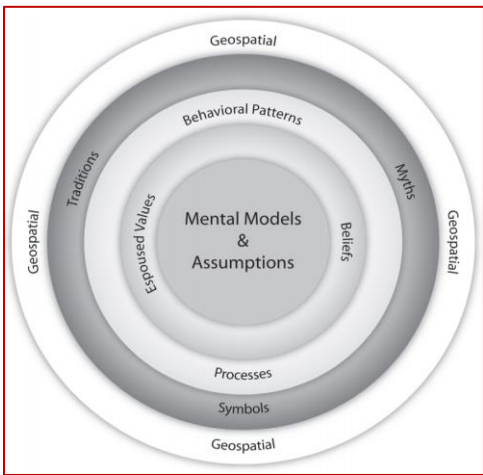 Geospatial
Behavioral Patterns
Traditions
Myths
Geospatial
Espoused Values
Mental Models
&
Assumptions
Beliefs
Geospatial
Processes
Symbols
Geospatial